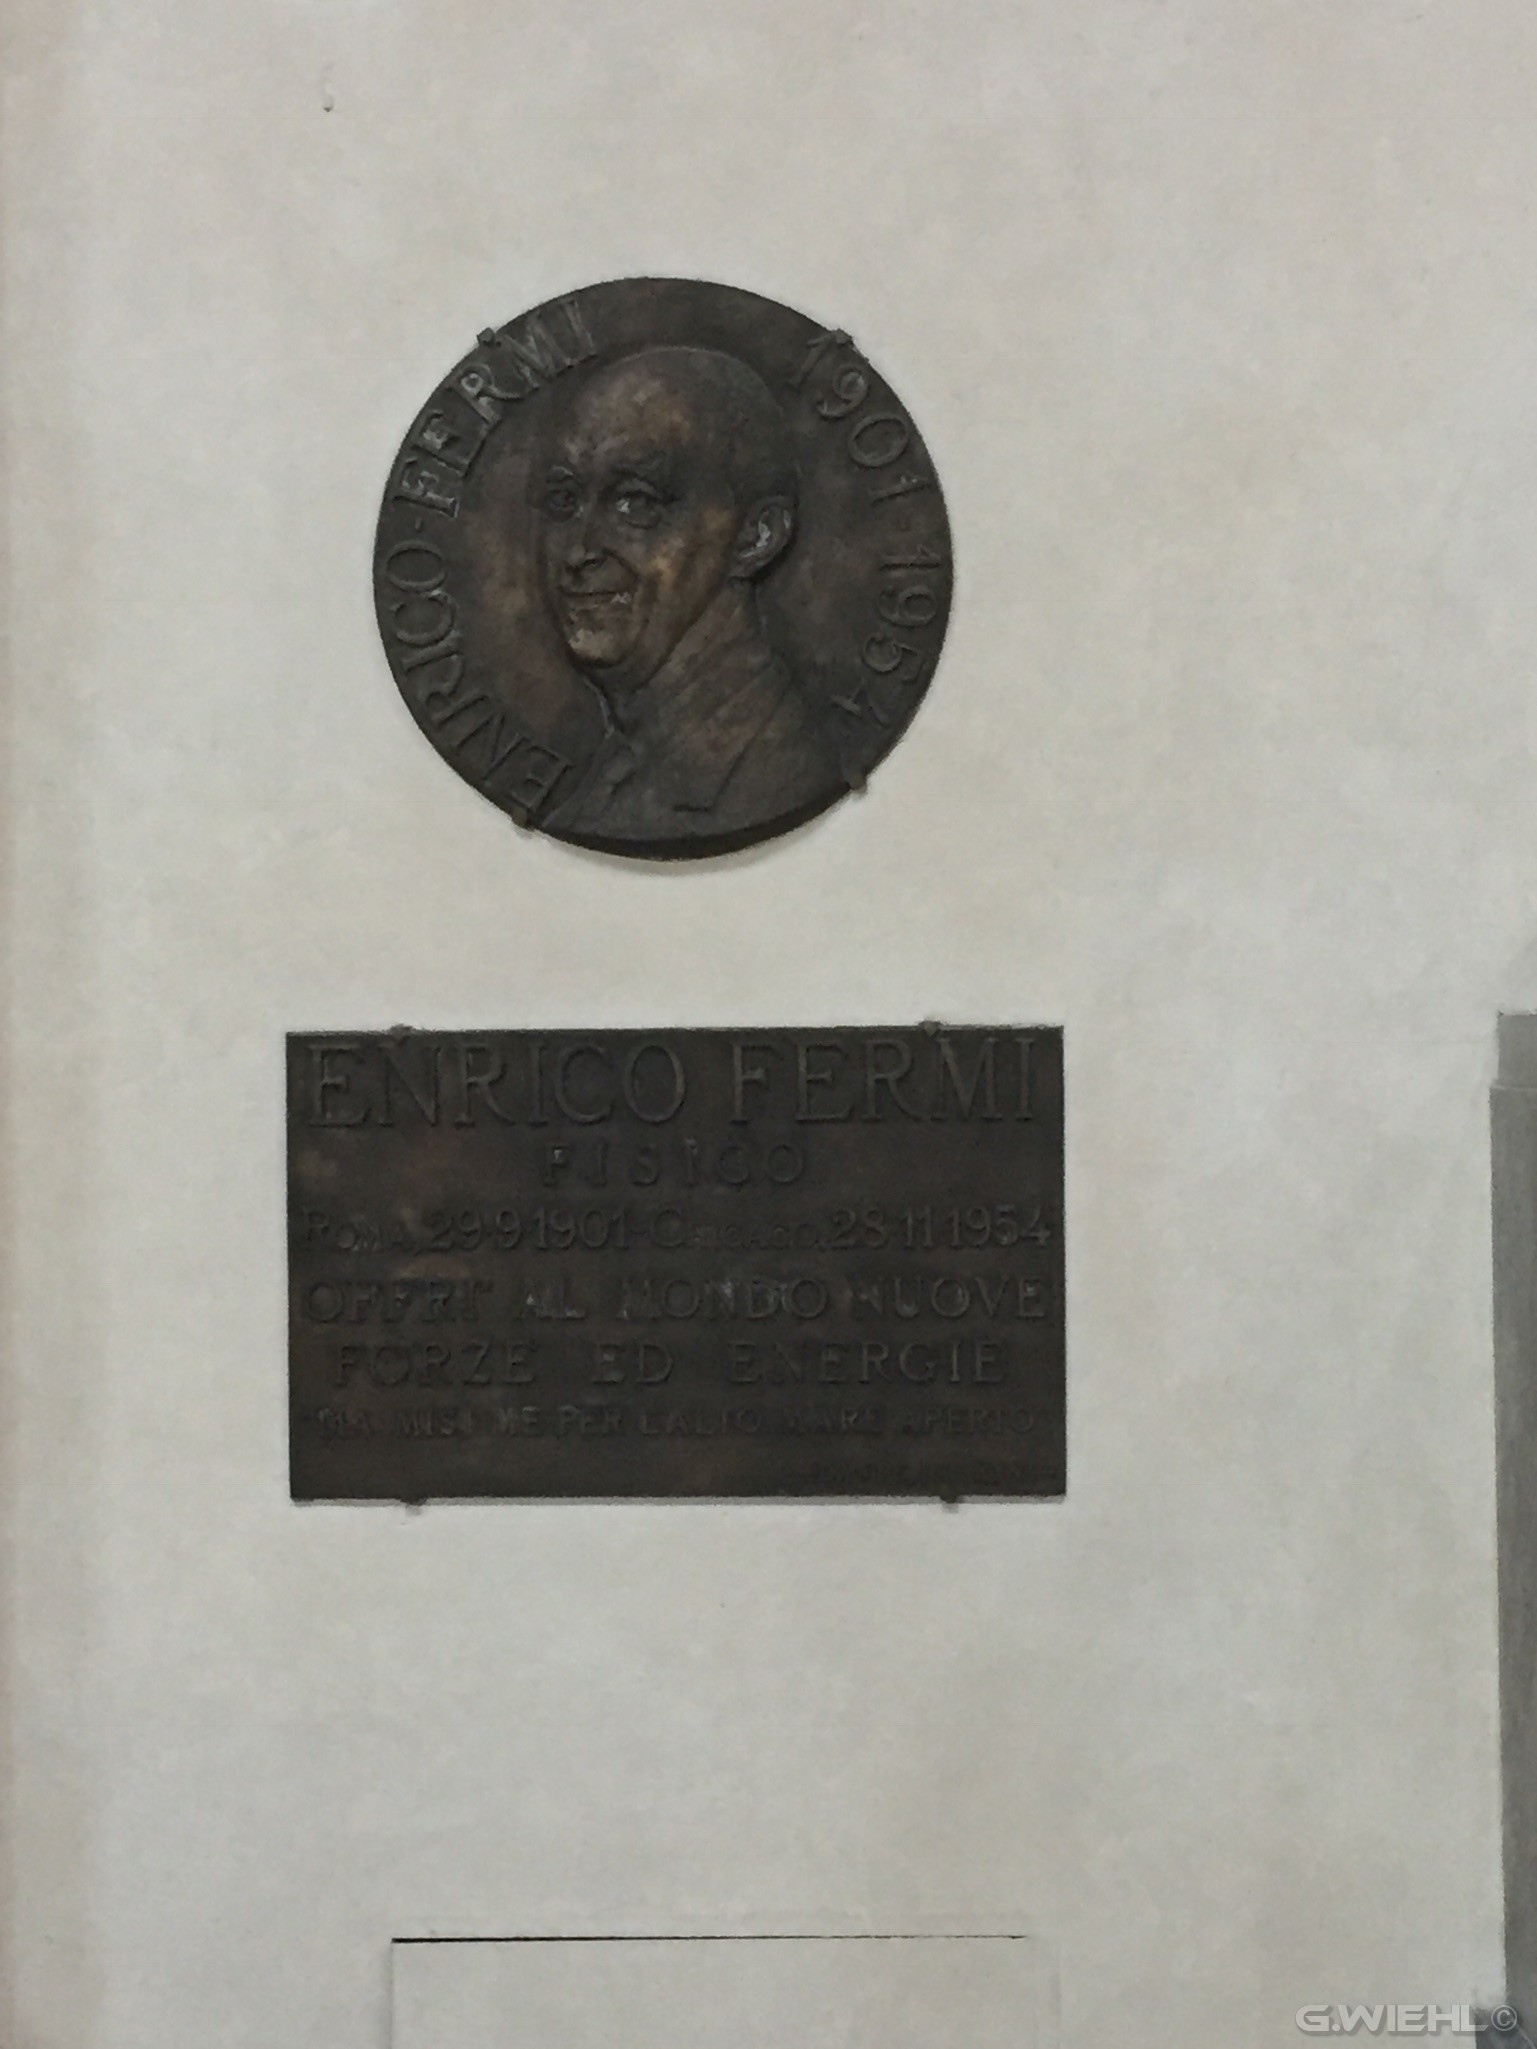 ENRICO·FERMI 1901·1954
ENRICO FERMI
FISICO
ROMA, 29·9·1901-CHICAGO, 28·11·1954
OFFRI' AL MONDO NUOVE
FORZE ED ENERGIE
"MA MISI ME PER L'ALTO MARE APERTO"
G.WIEHL©